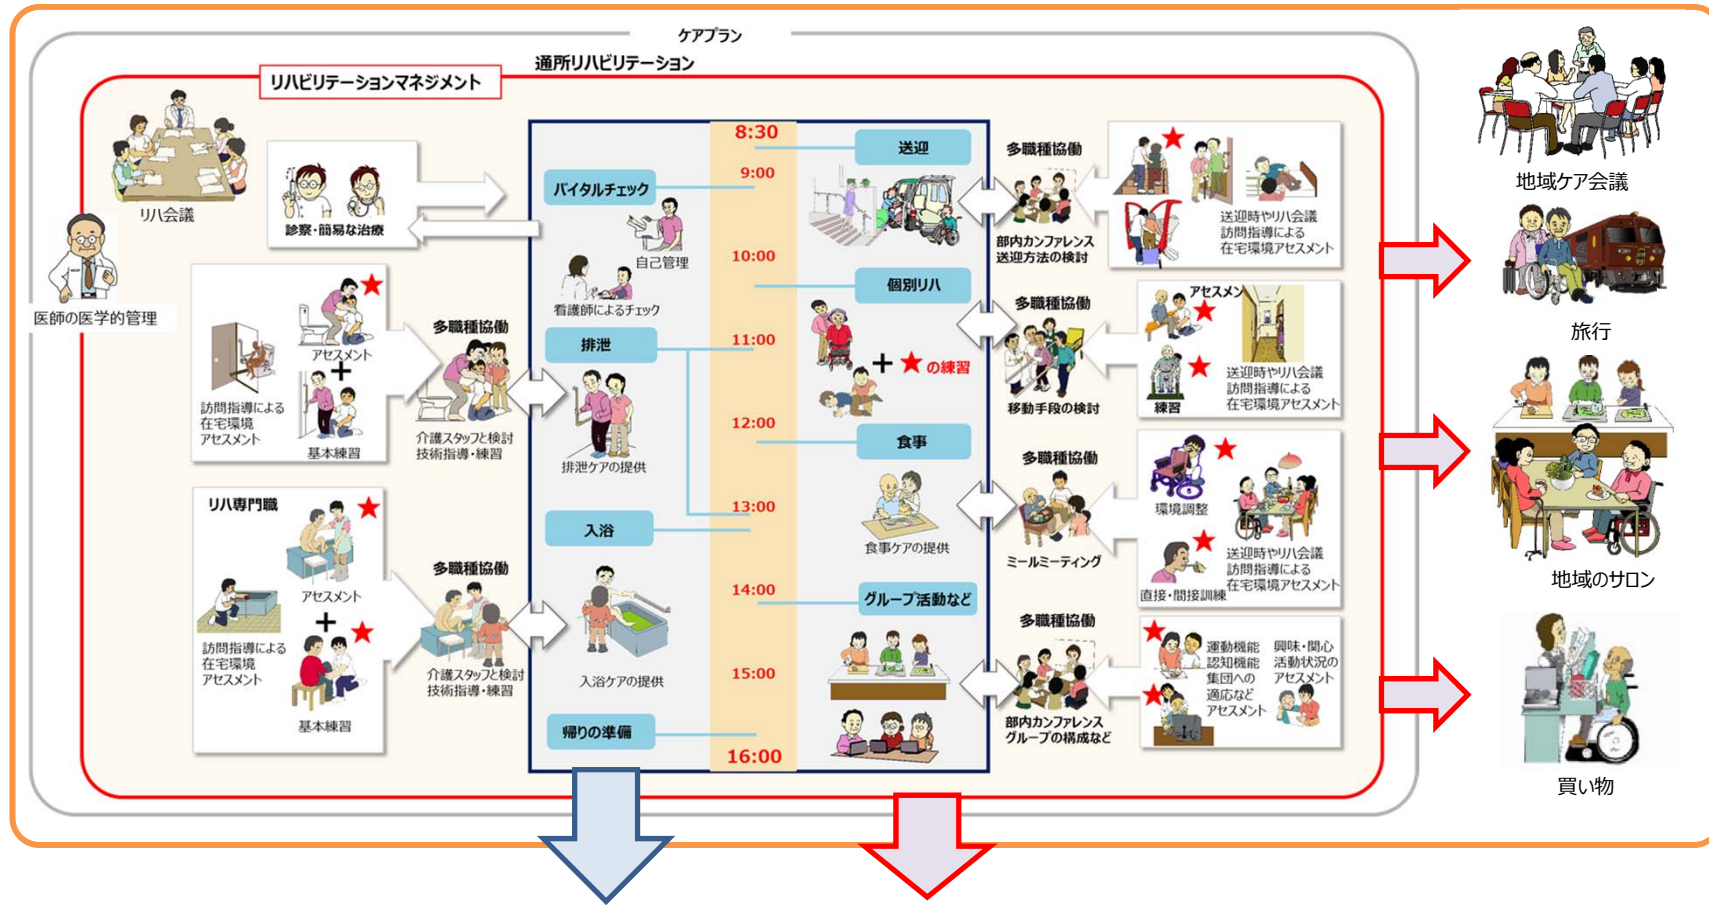 ケアプラン
通所リハビリテーション
リハビリテーションマネジメント
リハ会議
診察・簡易な治療
医師の医学的管理
訪問指導による
在宅環境
アセスメント
アセスメント
+
基本練習
多職種協働
介護スタッフと検討
技術指導・練習
リハ専門職
アセスメント
+
訪問指導による
在宅環境
アセスメント
基本練習
多職種協働
介護スタッフと検討
技術指導・練習
バイタルチェック
自己管理
看護師によるチェック
排泄
排泄ケアの提供
入浴
入浴ケアの提供
帰りの準備
8:30
9:00
10:00
11:00
12:00
13:00
14:00
15:00
16:00
送迎
個別リハ
+ ★の練習
食事
食事ケアの提供
グループ活動など
多職種協働
部内カンファレンス
送迎方法の検討
送迎時やリハ会議
訪問指導による
在宅環境アセスメント
多職種協働
移動手段の検討
アセスメン
練習
送迎時やリハ会議
訪問指導による
在宅環境アセスメント
多職種協働
ミールミーティング
環境調整
直接・間接訓練
送迎時やリハ会議
訪問指導による
在宅環境アセスメント
多職種協働
部内カンファレンス
グループの構成など
運動機能
認知機能
集団への
適応など
アセスメント
興味・関心
活動状況の
アセスメント
地域ケア会議
旅行
地域のサロン
買い物